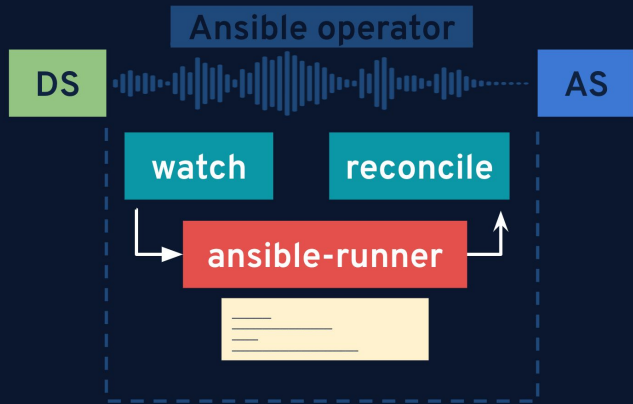 Ansible operator
DS
AS
watch
reconcile
ansible-runner